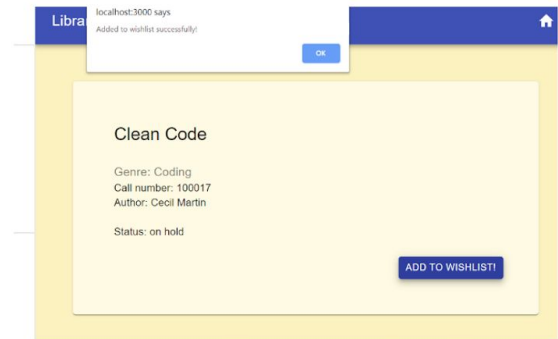 localhost:3000 says
Added to wishlist successfully!
OK
Clean Code
Genre: Coding
Call number: 100017
Author: Cecil Martin
Status: on hold
ADD TO WISHLIST!